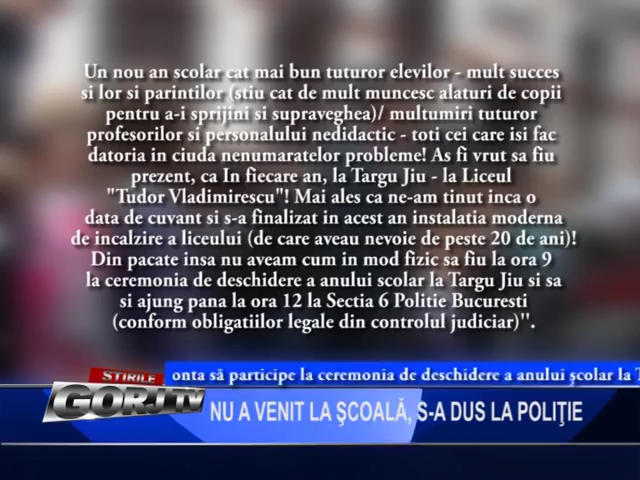 Un nou an scolar cat mai bun tuturor elevilor - mult succes
si lor si parintilor (stiu cat de mult muncesc alaturi de copii
pentru a-i sprijini si supraveghea)/ multumiri tuturor
profesorilor si personalului nedidactic - toti cei care isi fac
datoria in ciuda nenumaratelor probleme! As fi vrut sa fiu
prezent, ca In fiecare an, la Targu Jiu - la Liceul
"Tudor Vladimirescu"! Mai ales ca ne-am tinut inca o
data de cuvant si s-a finalizat in acest an instalatia moderna
de incalzire a liceului (de care aveau nevoie de peste 20 de ani)!
Din pacate insa nu aveam cum in mod fizic sa fiu la ora 9
la ceremonia de deschidere a anului scolar la Targu Jiu si sa
si ajung pana la ora 12 la Sectia 6 Politie Bucuresti
(conform obligatiilor legale din controlul judiciar)".
onta să participe la ceremonia de deschidere a anului şcolar la T
ŞTIRILE
GORJ TV
NU A VENIT LA ŞCOALĂ, S-A DUS LA POLIŢIE